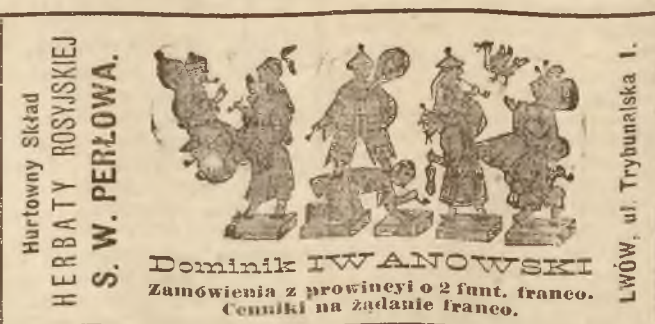 Hurtowny Skład
HERBATY ROSYJSKIEJ
S. W. PERŁOWA.
Dominik IWANOWSKI
Zamówienia z prowincyi o 2 funt. franco.
Cenniki na żądanie franco.
LWÓW, ul. Trybunalska 1.